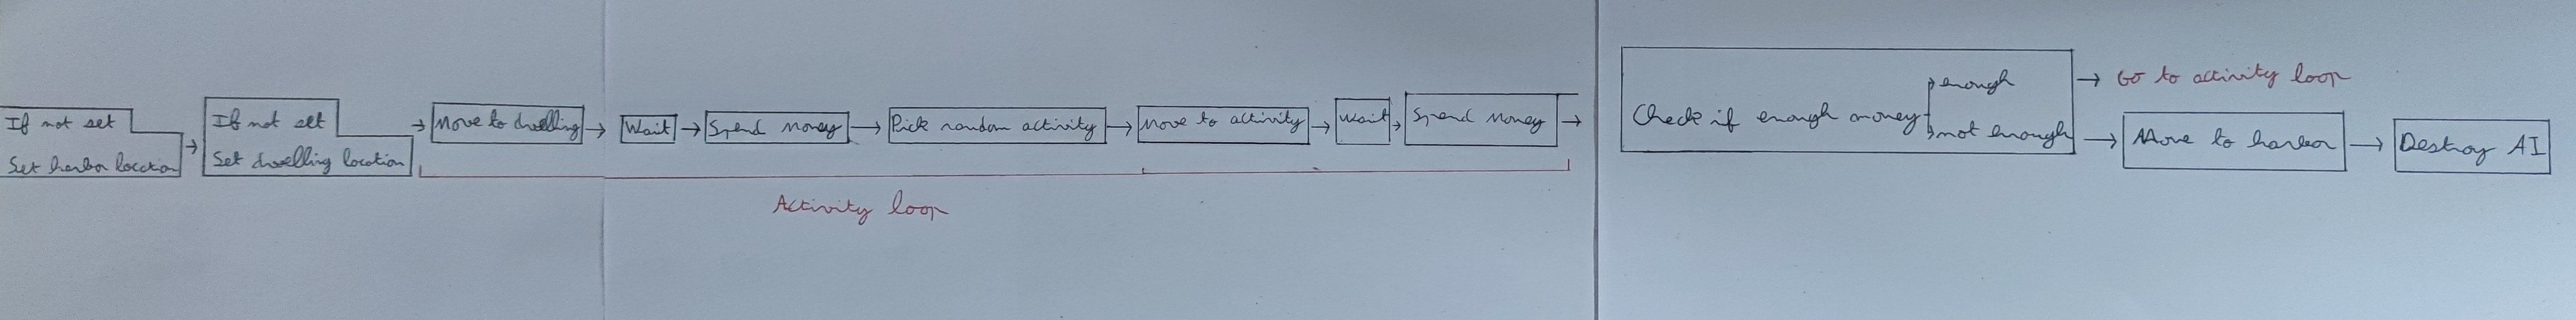 If not set
Set harbor location
If not set
Set dwelling location
Move to dwelling
Wait
Spend money
Pick random activity
Move to activity
Wait
Spend money
Activity loop
Check if enough money
enough
not enough
Go to activity loop
Move to harbor
Destroy AI